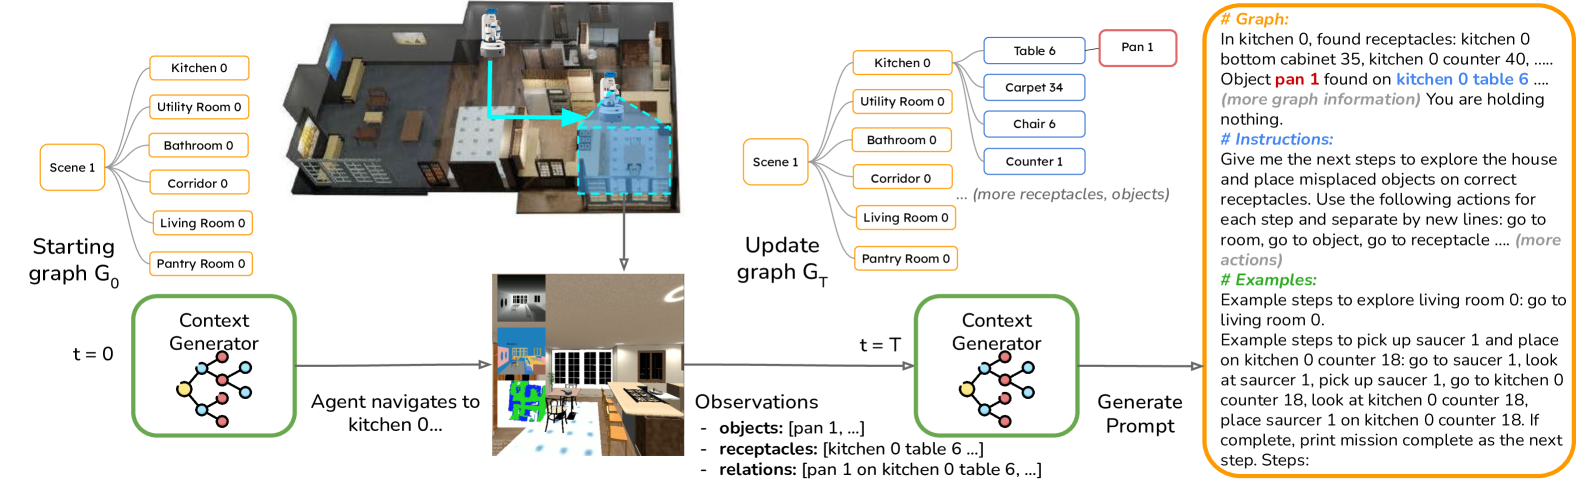 Scene 1
Kitchen 0
Utility Room 0
Bathroom 0
Corridor 0
Living Room 0
Pantry Room 0
Starting
graph G0
t = 0
Context
Generator
Agent navigates to
kitchen 0...
Observations
- objects: [pan 1, ...]
- receptacles: [kitchen 0 table 6 ...]
- relations: [pan 1 on kitchen 0 table 6, ...]
Scene 1
Kitchen 0
Utility Room 0
Bathroom 0
Corridor 0
Living Room 0
Pantry Room 0
Table 6
Carpet 34
Chair 6
Counter 1
Pan 1
... (more receptacles, objects)
Update
graph GT
t = T
Context
Generator
Generate
Prompt
# Graph:
In kitchen 0, found receptacles: kitchen 0
bottom cabinet 35, kitchen 0 counter 40, .....
Object pan 1 found on kitchen 0 table 6 ....
(more graph information) You are holding
nothing.
# Instructions:
Give me the next steps to explore the house
and place misplaced objects on correct
receptacles. Use the following actions for
each step and separate by new lines: go to
room, go to object, go to receptacle .... (more
actions)
# Examples:
Example steps to explore living room 0: go to
living room 0.
Example steps to pick up saucer 1 and place
on kitchen 0 counter 18: go to saucer 1, look
at saurcer 1, pick up saucer 1, go to kitchen 0
counter 18, look at kitchen 0 counter 18,
place saurcer 1 on kitchen 0 counter 18. If
complete, print mission complete as the next
step. Steps: